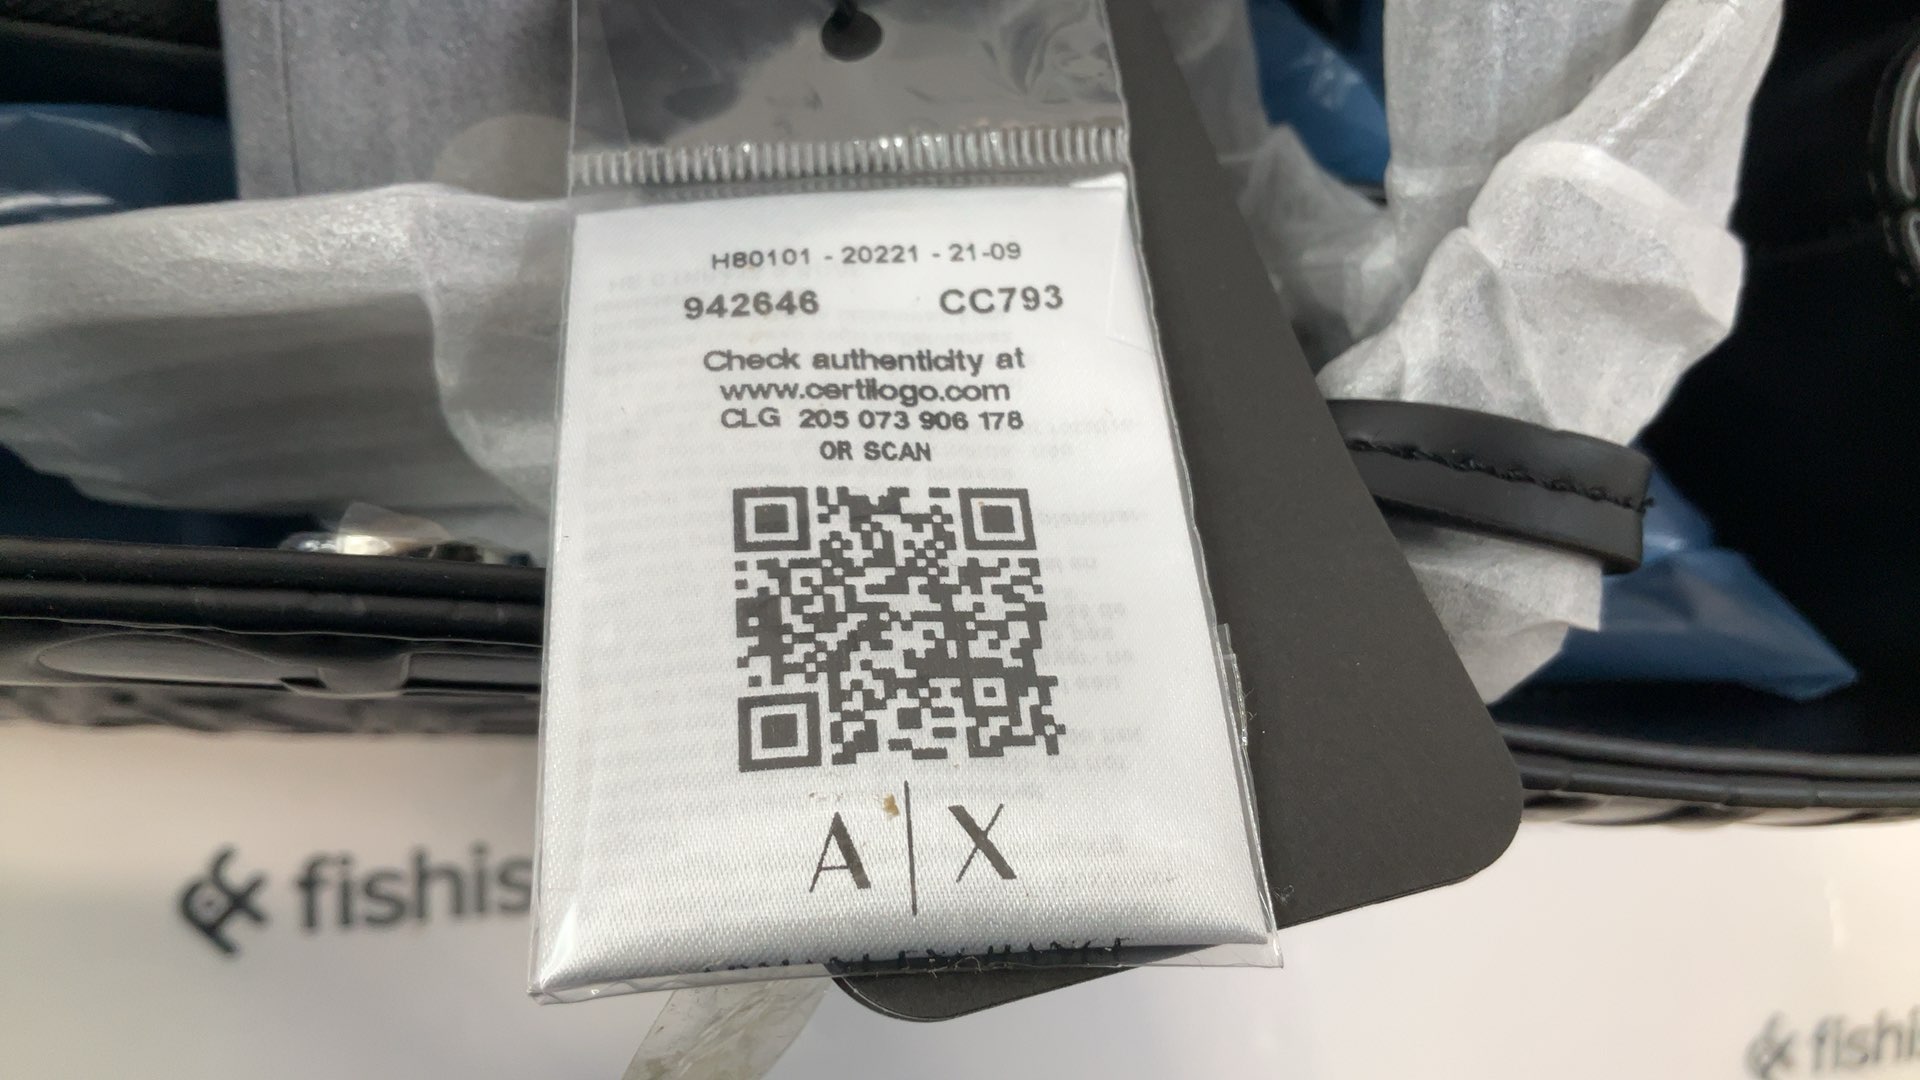 H80101 - 20221 - 21-09
942646 CC793
Check authenticity at
www.certilogo.com
CLG 205 073 906 178
OR SCAN
A|X
fishis
fishis